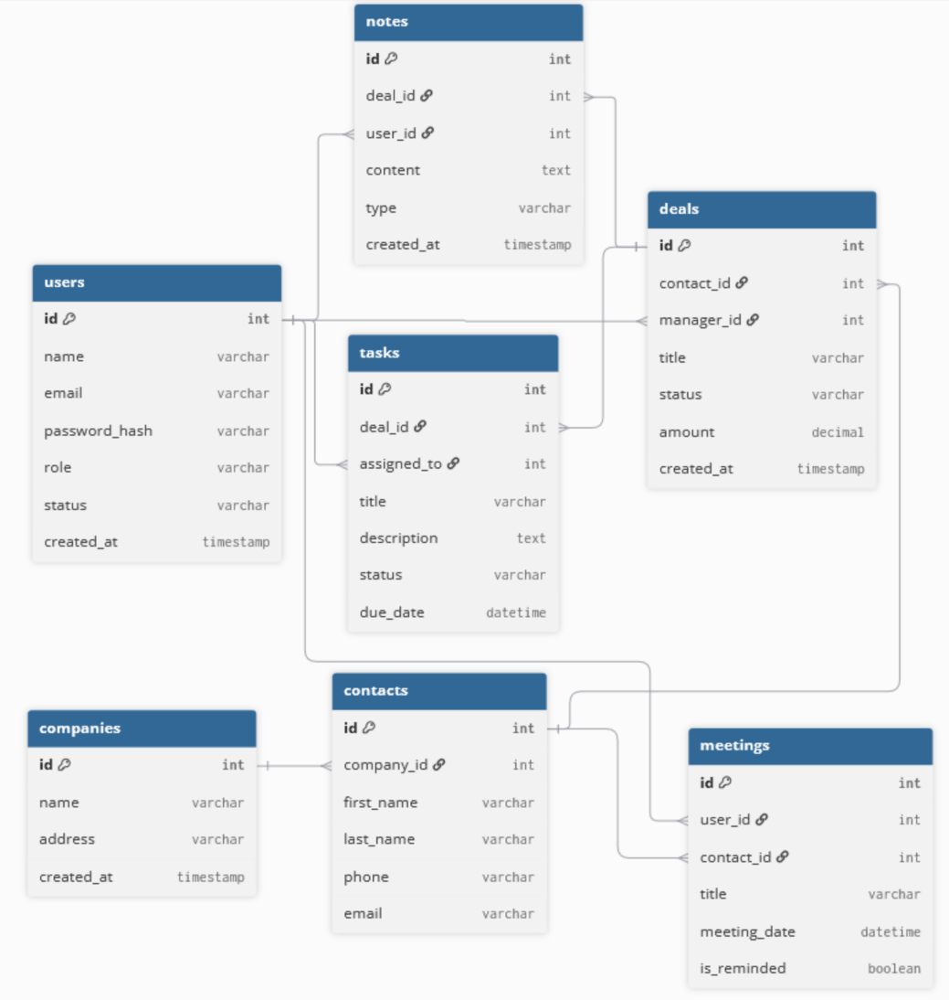 notes
id int
deal_id int
user_id int
content text
type varchar
created_at timestamp
deals
id int
contact_id int
manager_id int
title varchar
status varchar
amount decimal
created_at timestamp
users
id int
name varchar
email varchar
password_hash varchar
role varchar
status varchar
created_at timestamp
tasks
id int
deal_id int
assigned_to int
title varchar
description text
status varchar
due_date datetime
companies
id int
name varchar
address varchar
created_at timestamp
contacts
id int
company_id int
first_name varchar
last_name varchar
phone varchar
email varchar
meetings
id int
user_id int
contact_id int
title varchar
meeting_date datetime
is_reminded boolean